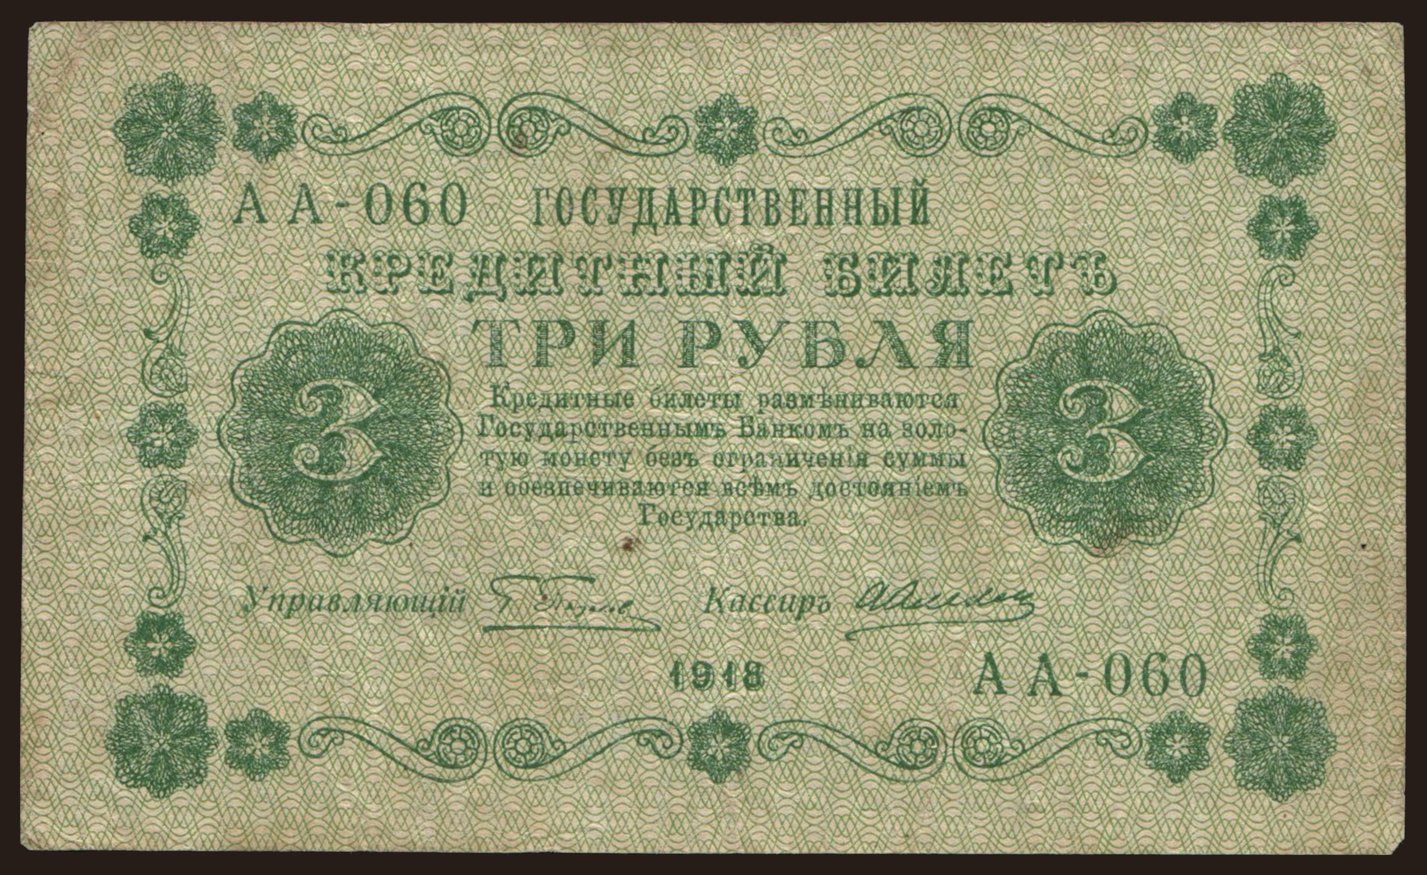 АА-060 ГОСУДАРСТВЕННЫЙ
КРЕДИТНЫЙ БИЛЕТЪ
ТРИ РУБЛЯ
3 3
Кредитные билеты размѣниваются
Государственнымъ Банкомъ на золо-
тую монету безъ ограниченія суммы
и обезпечиваются всѣмъ достояніемъ
Государства.
Управляющій Кассиръ
1918
АА-060